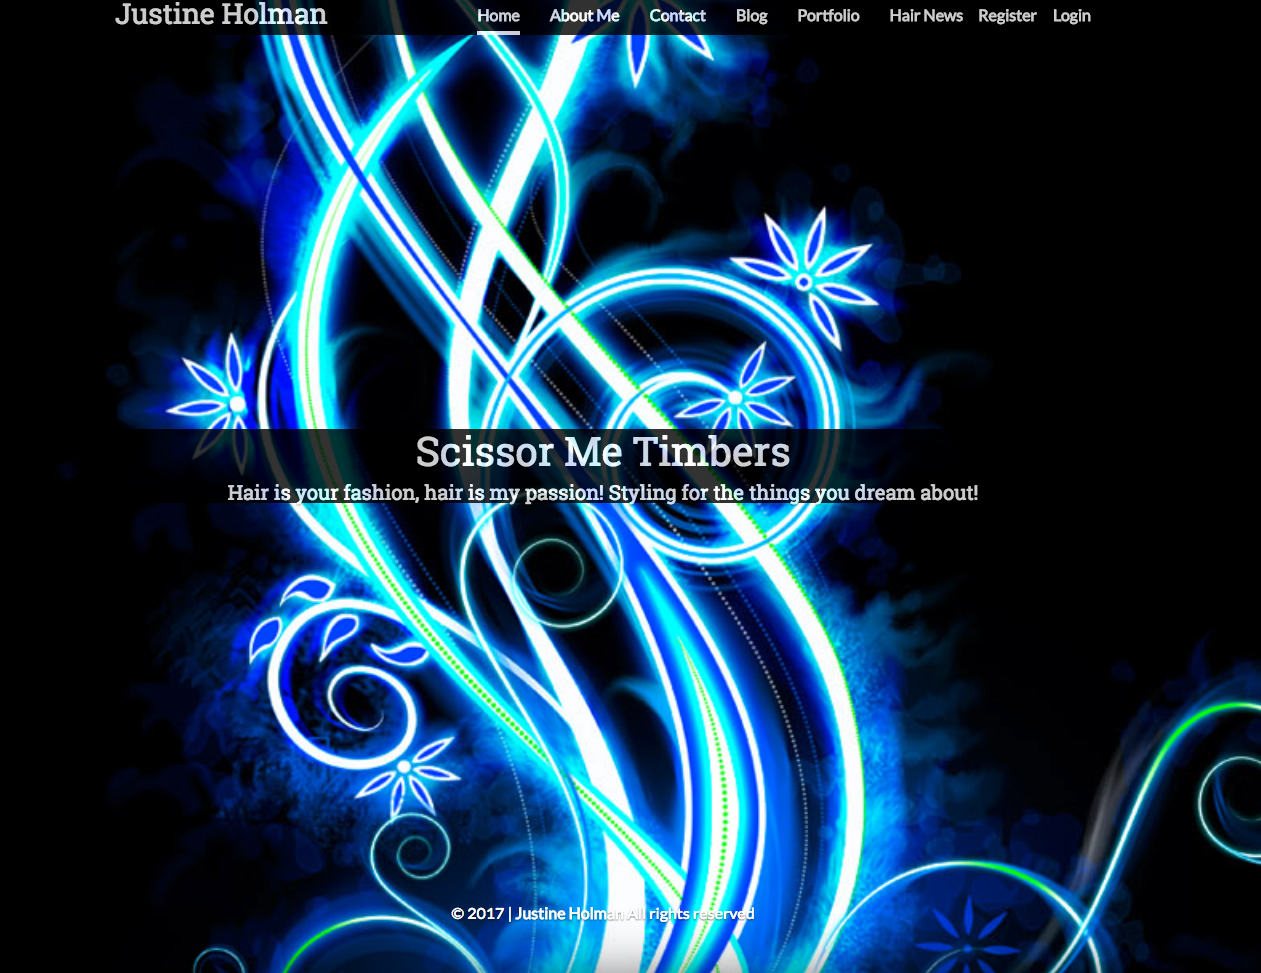 Justine Holman
Home About Me Contact Blog Portfolio Hair News Register Login
Scissor Me Timbers
Hair is your fashion, hair is my passion! Styling for the things you dream about!
© 2017 | Justine Holman All rights reserved